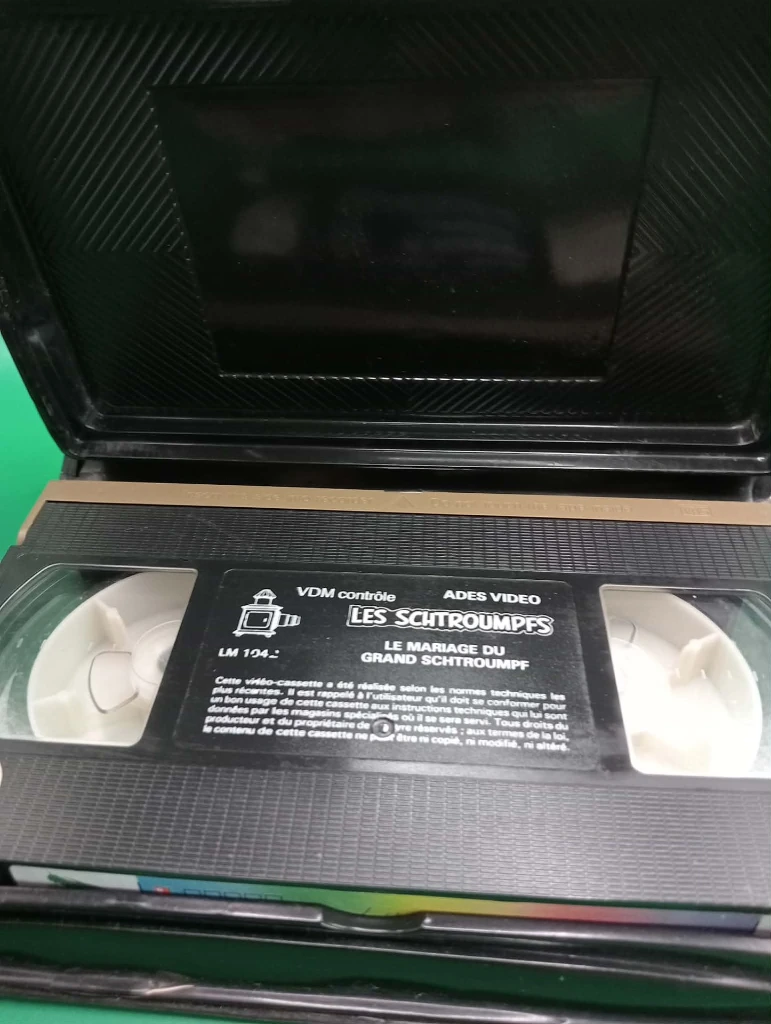 VDM contrôle ADES VIDEO
LES SCHTROUMPFS
LM 104
LE MARIAGE DU
GRAND SCHTROUMPF
Cette vidéo-cassette a été réalisée selon les normes techniques les
plus récentes. Il est rappelé à l'utilisateur qu'il doit se conformer pour
un bon usage de cette cassette aux instructions techniques qui lui sont
données par les magasins spécialisés où il se sera servi. Tous droits du
producteur et du propriétaire de réservés ; aux termes de la loi,
le contenu de cette cassette ne peut être ni copié, ni modifié, ni altéré.